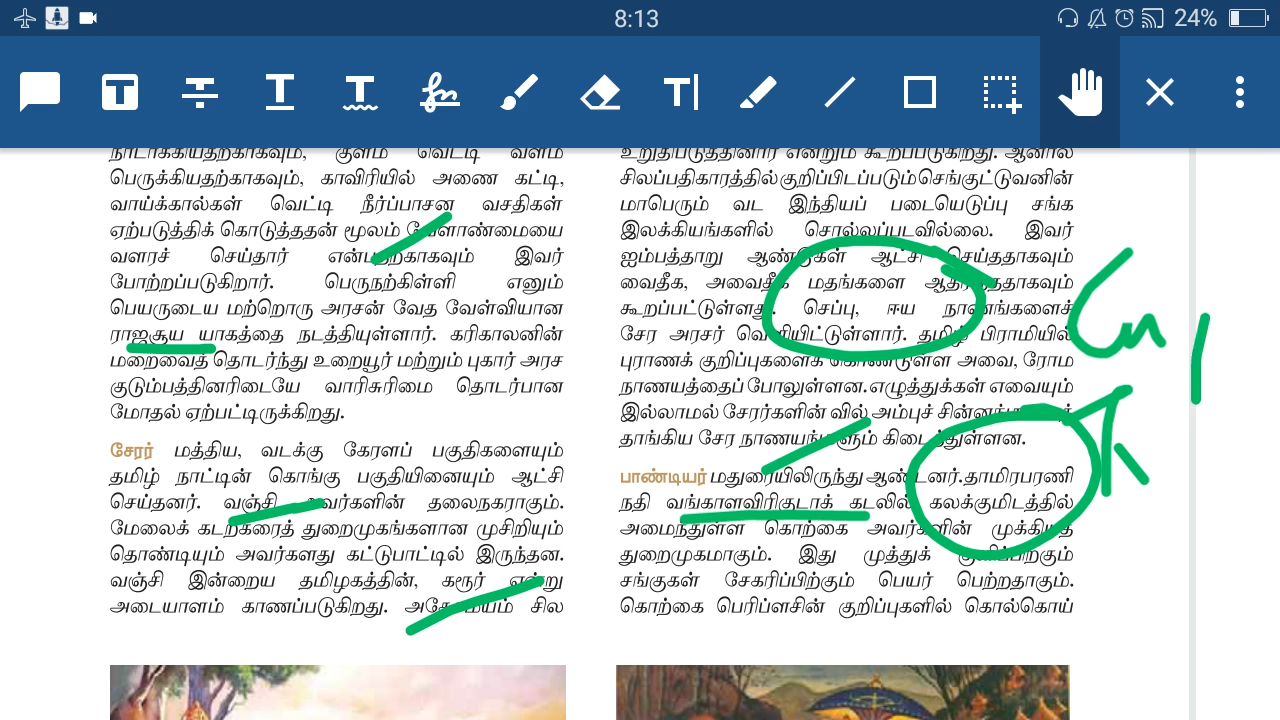 8:13
24%
நாடாக்கியதற்காகவும், குளம் வெட்டி வளம்
பெருக்கியதற்காகவும், காவிரியில் அணை கட்டி,
வாய்க்கால்கள் வெட்டி நீர்ப்பாசன வசதிகள்
ஏற்படுத்திக் கொடுத்ததன் மூலம் வேளாண்மையை
வளரச் செய்தார் என்பதற்காகவும் இவர்
போற்றப்படுகிறார். பெருநற்கிள்ளி எனும்
பெயருடைய மற்றொரு அரசன் வேத வேள்வியான
ராஜசூய யாகத்தை நடத்தியுள்ளார். கரிகாலனின்
மறைவைத் தொடர்ந்து உறையூர் மற்றும் புகார் அரச
குடும்பத்தினரிடையே வாரிசுரிமை தொடர்பான
மோதல் ஏற்பட்டிருக்கிறது.
சேரர் மத்திய, வடக்கு கேரளப் பகுதிகளையும்
தமிழ் நாட்டின் கொங்கு பகுதியினையும் ஆட்சி
செய்தனர். வஞ்சி அவர்களின் தலைநகராகும்.
மேலைக் கடற்கரைத் துறைமுகங்களான முசிறியும்
தொண்டியும் அவர்களது கட்டுபாட்டில் இருந்தன.
வஞ்சி இன்றைய தமிழகத்தின், கரூர் என்று
அடையாளம் காணப்படுகிறது. அதேசமயம் சில
உறுதிபடுத்தினார் என்றும் கூறப்படுகிறது. ஆனால்
சிலப்பதிகாரத்தில் குறிப்பிடப்படும் செங்குட்டுவனின்
மாபெரும் வட இந்தியப் படையெடுப்பு சங்க
இலக்கியங்களில் சொல்லப்படவில்லை. இவர்
ஐம்பத்தாறு ஆண்டுகள் ஆட்சி செய்ததாகவும்
வைதீக, அவைதீக மதங்களை ஆதரித்ததாகவும்
கூறப்பட்டுள்ளது. செப்பு, ஈய நாணங்களைச்
சேர அரசர் வெளியிட்டுள்ளார். தமிழ் பிராமியில்
புராணக் குறிப்புகளைக் கொண்டுள்ள அவை, ரோம
நாணயத்தைப் போலுள்ளன. எழுத்துக்கள் எவையும்
இல்லாமல் சேரர்களின் வில் அம்புச் சின்னங்களைத்
தாங்கிய சேர நாணயங்களும் கிடைத்துள்ளன.
பாண்டியர் மதுரையிலிருந்து ஆண்டனர். தாமிரபரணி
நதி வங்காளவிரிகுடாக் கடலில் கலக்குமிடத்தில்
அமைந்துள்ள கொற்கை அவர்களின் முக்கியத்
துறைமுகமாகும். இது முத்துக் குளிப்பிற்கும்
சங்குகள் சேகரிப்பிற்கும் பெயர் பெற்றதாகும்.
கொற்கை பெரிப்ளசின் குறிப்புகளில் கொல்கொய்